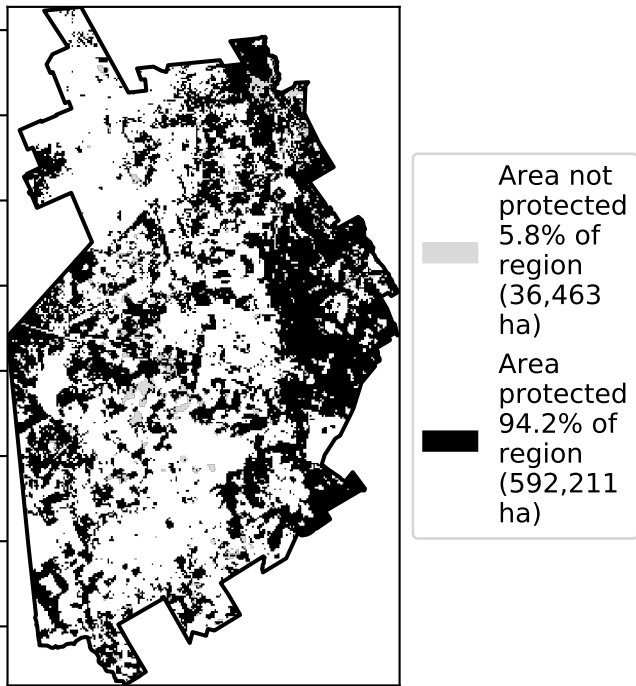 Area not
protected
5.8% of
region
(36,463
ha)
Area
protected
94.2% of
region
(592,211
ha)